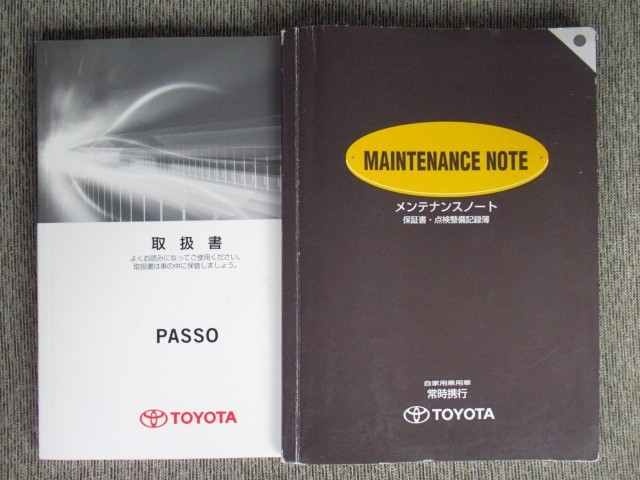 取扱書
よくお読みになってご使用ください。
取扱書は車の中に保管しましょう。
PASSO
TOYOTA
MAINTENANCE NOTE
メンテナンスノート
保証書・点検整備記録簿
自家用乗用車
常時携行
TOYOTA